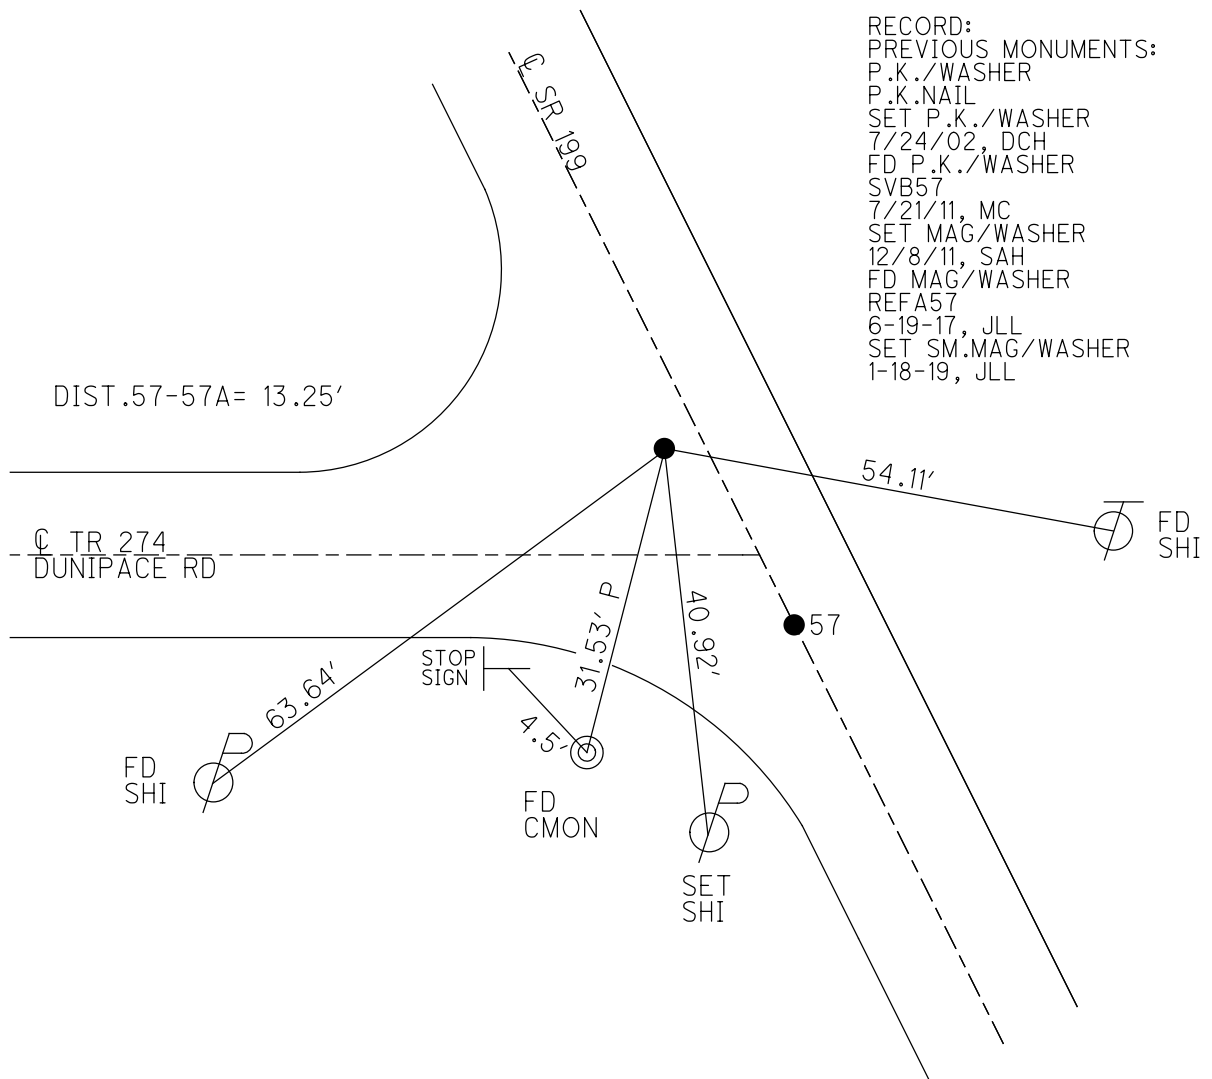 RECORD:
PREVIOUS MONUMENTS:
P.K./WASHER
P.K.NAIL
SET P.K./WASHER
7/24/02, DCH
FD P.K./WASHER
SVB57
7/21/11, MC
SET MAG/WASHER
12/8/11, SAH
FD MAG/WASHER
REFA57
6-19-17, JLL
SET SM.MAG/WASHER
1-18-19, JLL
℄ SR 199
DIST.57-57A= 13.25'
54.11'
FD
SHI
℄ TR 274
DUNIPACE RD
57
31.53' P
40.92'
STOP
SIGN
63.64'
4.5'
FD
SHI
FD
CMON
SET
SHI